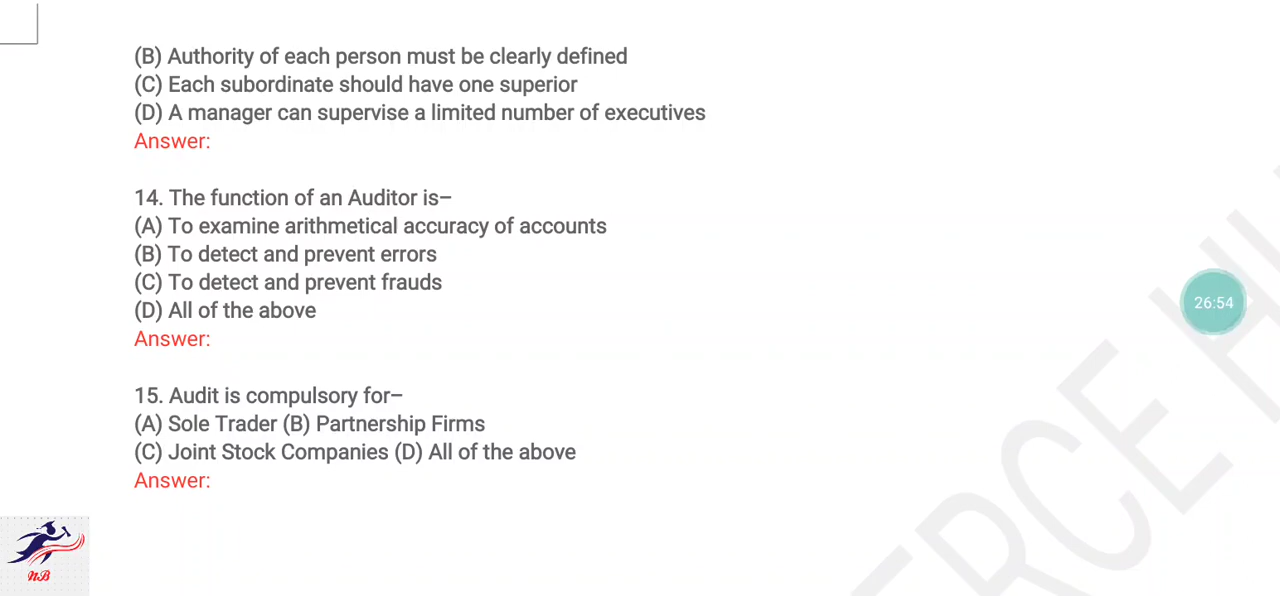 (B) Authority of each person must be clearly defined
(C) Each subordinate should have one superior
(D) A manager can supervise a limited number of executives
Answer:
14. The function of an Auditor is–
(A) To examine arithmetical accuracy of accounts
(B) To detect and prevent errors
(C) To detect and prevent frauds
(D) All of the above
Answer:
26:54
15. Audit is compulsory for–
(A) Sole Trader (B) Partnership Firms
(C) Joint Stock Companies (D) All of the above
Answer:
NB